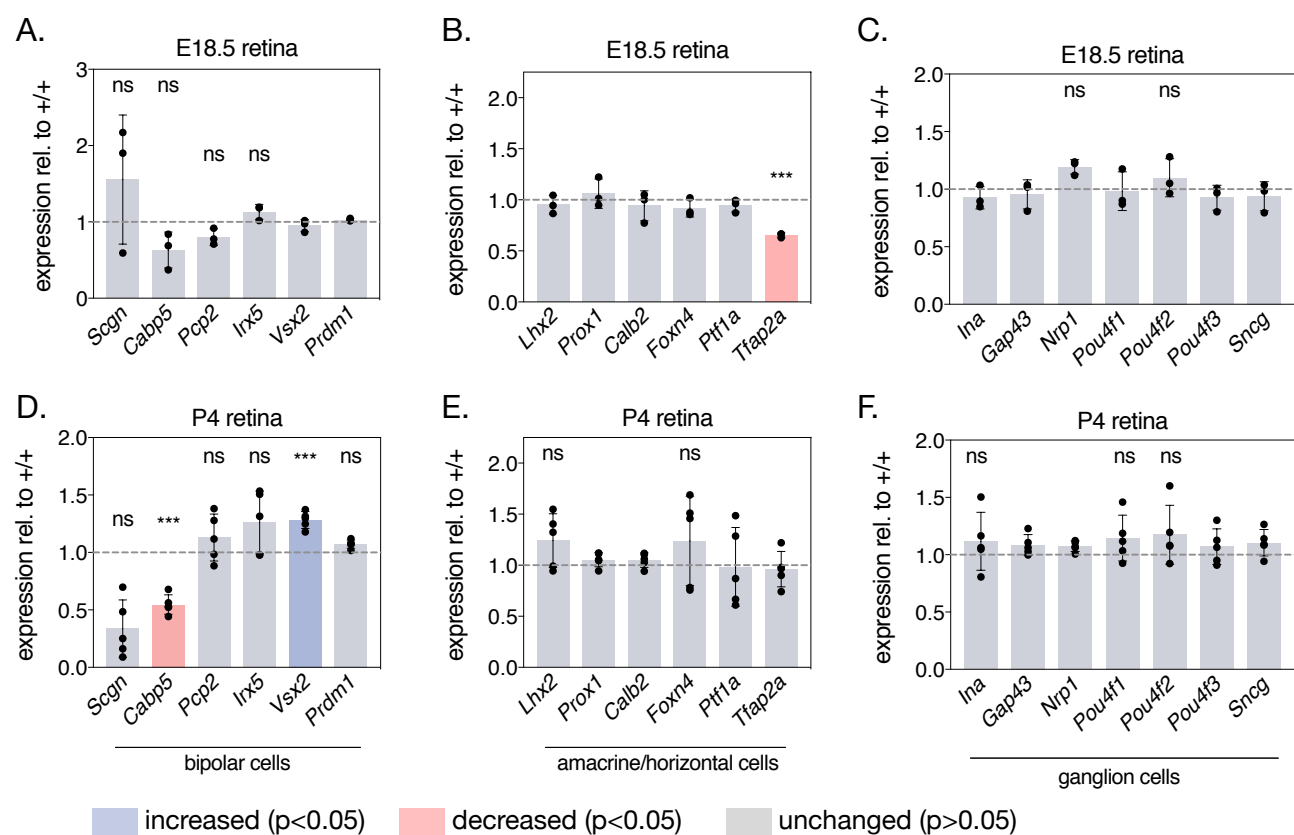 A.
E18.5 retina
expression rel. to +/+
3
2
1
0
ns
ns
ns
ns
Scgn
Cabp5
Pcp2
Irx5
Vsx2
Prdm1
B.
E18.5 retina
expression rel. to +/+
2.0
1.5
1.0
0.5
0.0
***
Lhx2
Prox1
Calb2
Foxn4
Ptf1a
Tfap2a
C.
E18.5 retina
expression rel. to +/+
2.0
1.5
1.0
0.5
0.0
ns
ns
Ina
Gap43
Nrp1
Pou4f1
Pou4f2
Pou4f3
Sncg
D.
P4 retina
expression rel. to +/+
2.0
1.5
1.0
0.5
0.0
ns
***
ns
ns
***
ns
Scgn
Cabp5
Pcp2
Irx5
Vsx2
Prdm1
bipolar cells
E.
P4 retina
expression rel. to +/+
2.0
1.5
1.0
0.5
0.0
ns
ns
Lhx2
Prox1
Calb2
Foxn4
Ptf1a
Tfap2a
amacrine/horizontal cells
F.
P4 retina
expression rel. to +/+
2.0
1.5
1.0
0.5
0.0
ns
ns
ns
Ina
Gap43
Nrp1
Pou4f1
Pou4f2
Pou4f3
Sncg
ganglion cells
increased (p<0.05)
decreased (p<0.05)
unchanged (p>0.05)